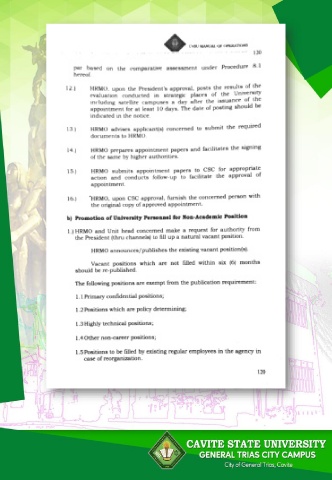 CVSU MANUAL OF OPERATIONS
120
per based on the comparative assessment under Procedure 8.1
hereof.
12.) HRMO, upon the President's approval, posts the results of the
evaluation conducted in strategic places of the University
including satellite campuses a day after the issuance of the
appointment for at least 10 days. The date of posting should be
indicated in the notice.
13.) HRMO advises applicant(s) concerned to submit the required
documents to HRMO
14.) HRMO prepares appointment papers and facilitates the signing
of the same by higher authorities.
15.) HRMO submits appointment papers to CSC for appropriate
action and conducts follow-up to facilitate the approval of
appointment.
16.) HRMO, upon CSC approval, furnish the concerned person with
the original copy of approved appointment.
b) Promotion of University Personnel for Non-Academic Position
1.) HRMO and Unit head concerned make a request for authority from
the President (thru channels) to fill up a natural vacant position.
HRMO announces/publishes the existing vacant position(s).
Vacant positions which are not filled within six (6) months
should be re-published.
The following positions are exempt from the publication requirement:
1.1 Primary confidential positions;
1.2 Positions which are policy determining;
1.3 Highly technical positions;
1.4 Other non-career positions;
1.5 Positions to be filled by existing regular employees in the agency in
case of reorganization.
120
CAVITE STATE UNIVERSITY
GENERAL TRIAS CITY CAMPUS
City of General Trias, Cavite